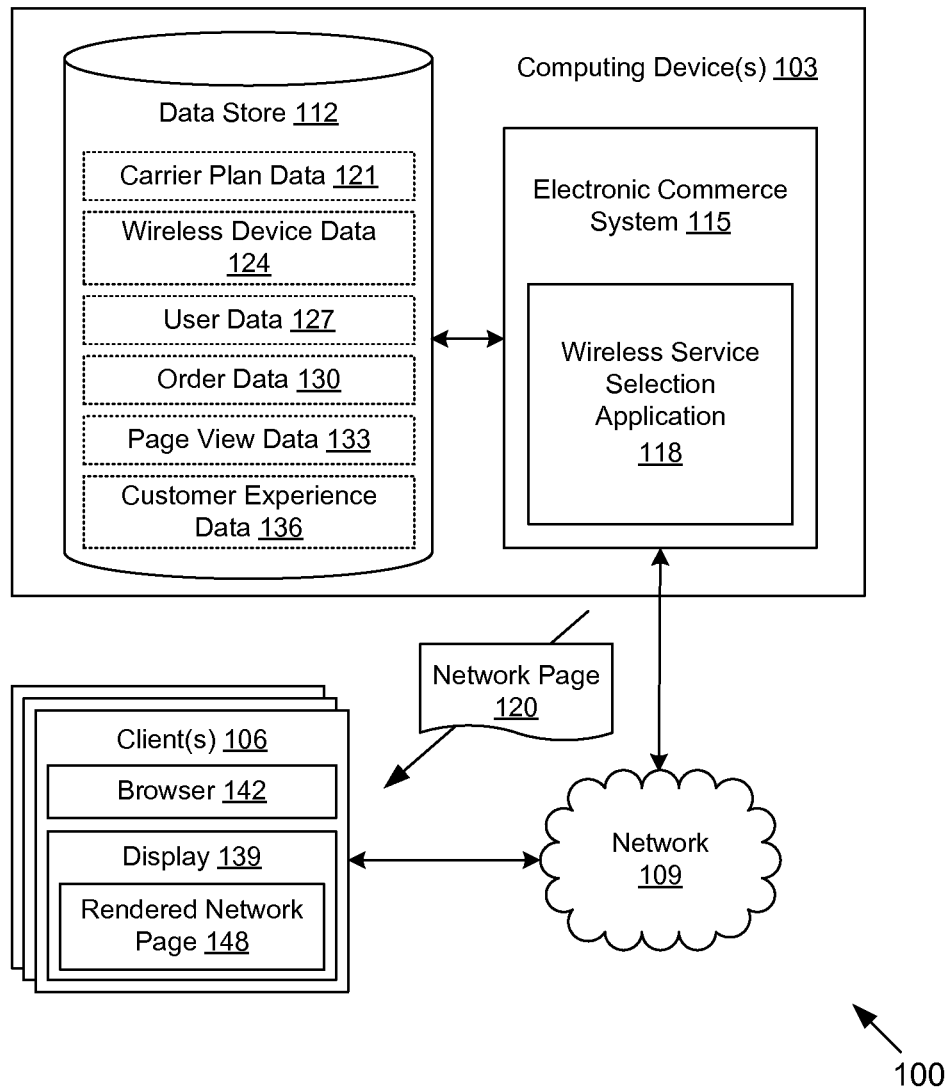 Computing Device(s) 103
Data Store 112
Carrier Plan Data 121
Wireless Device Data
124
User Data 127
Order Data 130
Page View Data 133
Customer Experience
Data 136
Electronic Commerce
System 115
Wireless Service
Selection
Application
118
Network Page
120
Client(s) 106
Browser 142
Display 139
Rendered Network
Page 148
Network
109
100